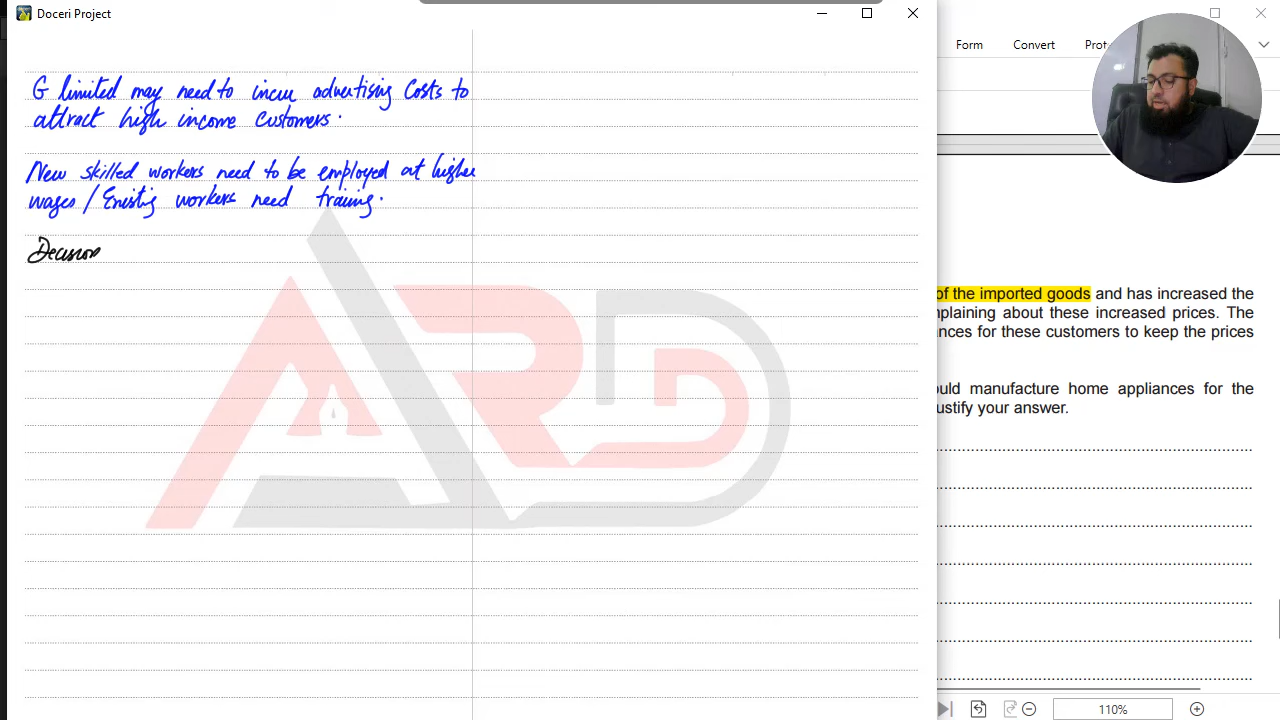 Doceri Project
G limited may need to incur advertising costs to
attract high income customers.
New skilled workers need to be employed at higher
wages / Existing workers need training.
Decision
Form Convert
of the imported goods and has increased the
plaining about these increased prices. The
nces for these customers to keep the prices
uld manufacture home appliances for the
ustify your answer.
110%